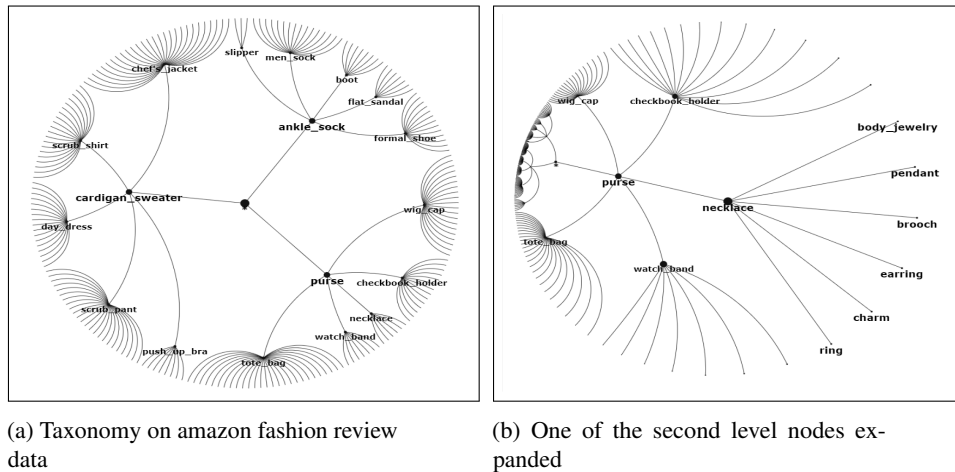 slipper
men_sock
chef's_jacket
boot
flat_sandal
ankle_sock
formal_shoe
scrub_shirt
cardigan_sweater
*
wig_cap
day_dress
purse
checkbook_holder
scrub_pant
necklace
watch_band
push_up_bra
tote_bag
wig_cap
checkbook_holder
body_jewelry
*
pendant
purse
necklace
brooch
tote_bag
watch_band
earring
charm
ring
(a) Taxonomy on amazon fashion review
data
(b) One of the second level nodes ex-
panded